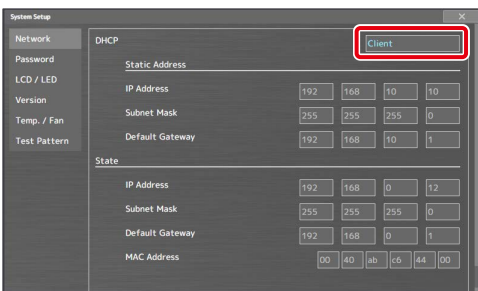 System Setup
Network
Password
LCD / LED
Version
Temp. / Fan
Test Pattern
DHCP Client
Static Address
IP Address 192 168 10 10
Subnet Mask 255 255 255 0
Default Gateway 192 168 10 1
State
IP Address 192 168 0 12
Subnet Mask 255 255 255 0
Default Gateway 192 168 0 1
MAC Address 00 40 ab c6 44 00